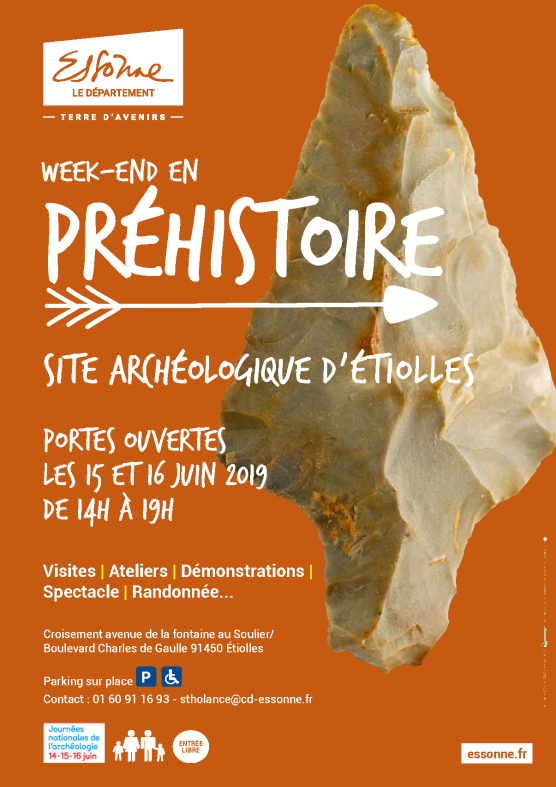 Essonne
LE DÉPARTEMENT
TERRE D'AVENIRS
WEEK-END EN
PRÉHISTOIRE
SITE ARCHÉOLOGIQUE D'ÉTIOLLES
PORTES OUVERTES
LES 15 ET 16 JUIN 2019
DE 14H À 19H
Visites | Ateliers | Démonstrations |
Spectacle | Randonnée...
Croisement avenue de la fontaine au Soulier/
Boulevard Charles de Gaulle 91450 Étiolles
Parking sur place P
Contact : 01 60 91 16 93 - stholance@cd-essonne.fr
Journées
nationales de
l'archéologie
14·15·16 juin
ENTRÉE
LIBRE
essonne.fr